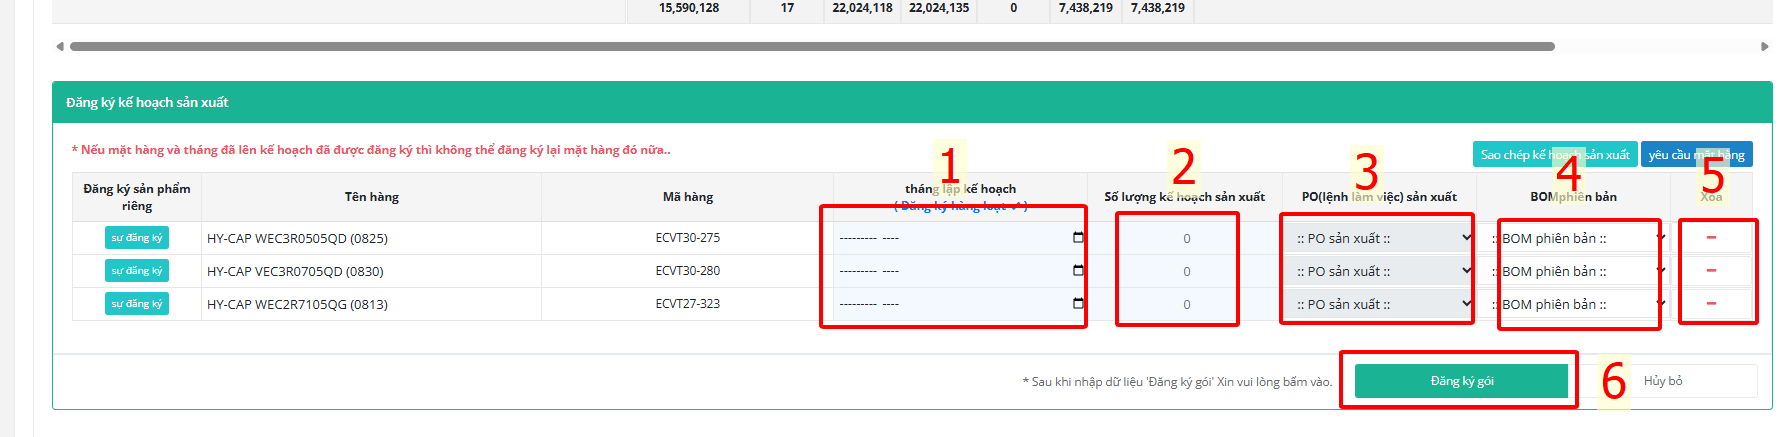 15,590,128 17 22,024,118 22,024,135 0 7,438,219 7,438,219
Đăng ký kế hoạch sản xuất
* Nếu mặt hàng và tháng đã lên kế hoạch đã được đăng ký thì không thể đăng ký lại mặt hàng đó nữa..
Sao chép kế hoạch sản xuất yêu cầu mặt hàng
1 2 3 4 5
Đăng ký sản phẩm riêng Tên hàng Mã hàng tháng lập kế hoạch ( Đăng ký hàng loạt ✓ ) Số lượng kế hoạch sản xuất PO(lệnh làm việc) sản xuất BOMphiên bản Xóa
sự đăng ký HY-CAP WEC3R0505QD (0825) ECVT30-275 --------- ---- 0 :: PO sản xuất :: :: BOM phiên bản :: −
sự đăng ký HY-CAP VEC3R0705QD (0830) ECVT30-280 --------- ---- 0 :: PO sản xuất :: :: BOM phiên bản :: −
sự đăng ký HY-CAP WEC2R7105QG (0813) ECVT27-323 --------- ---- 0 :: PO sản xuất :: :: BOM phiên bản :: −
* Sau khi nhập dữ liệu 'Đăng ký gói' Xin vui lòng bấm vào. Đăng ký gói 6 Hủy bỏ